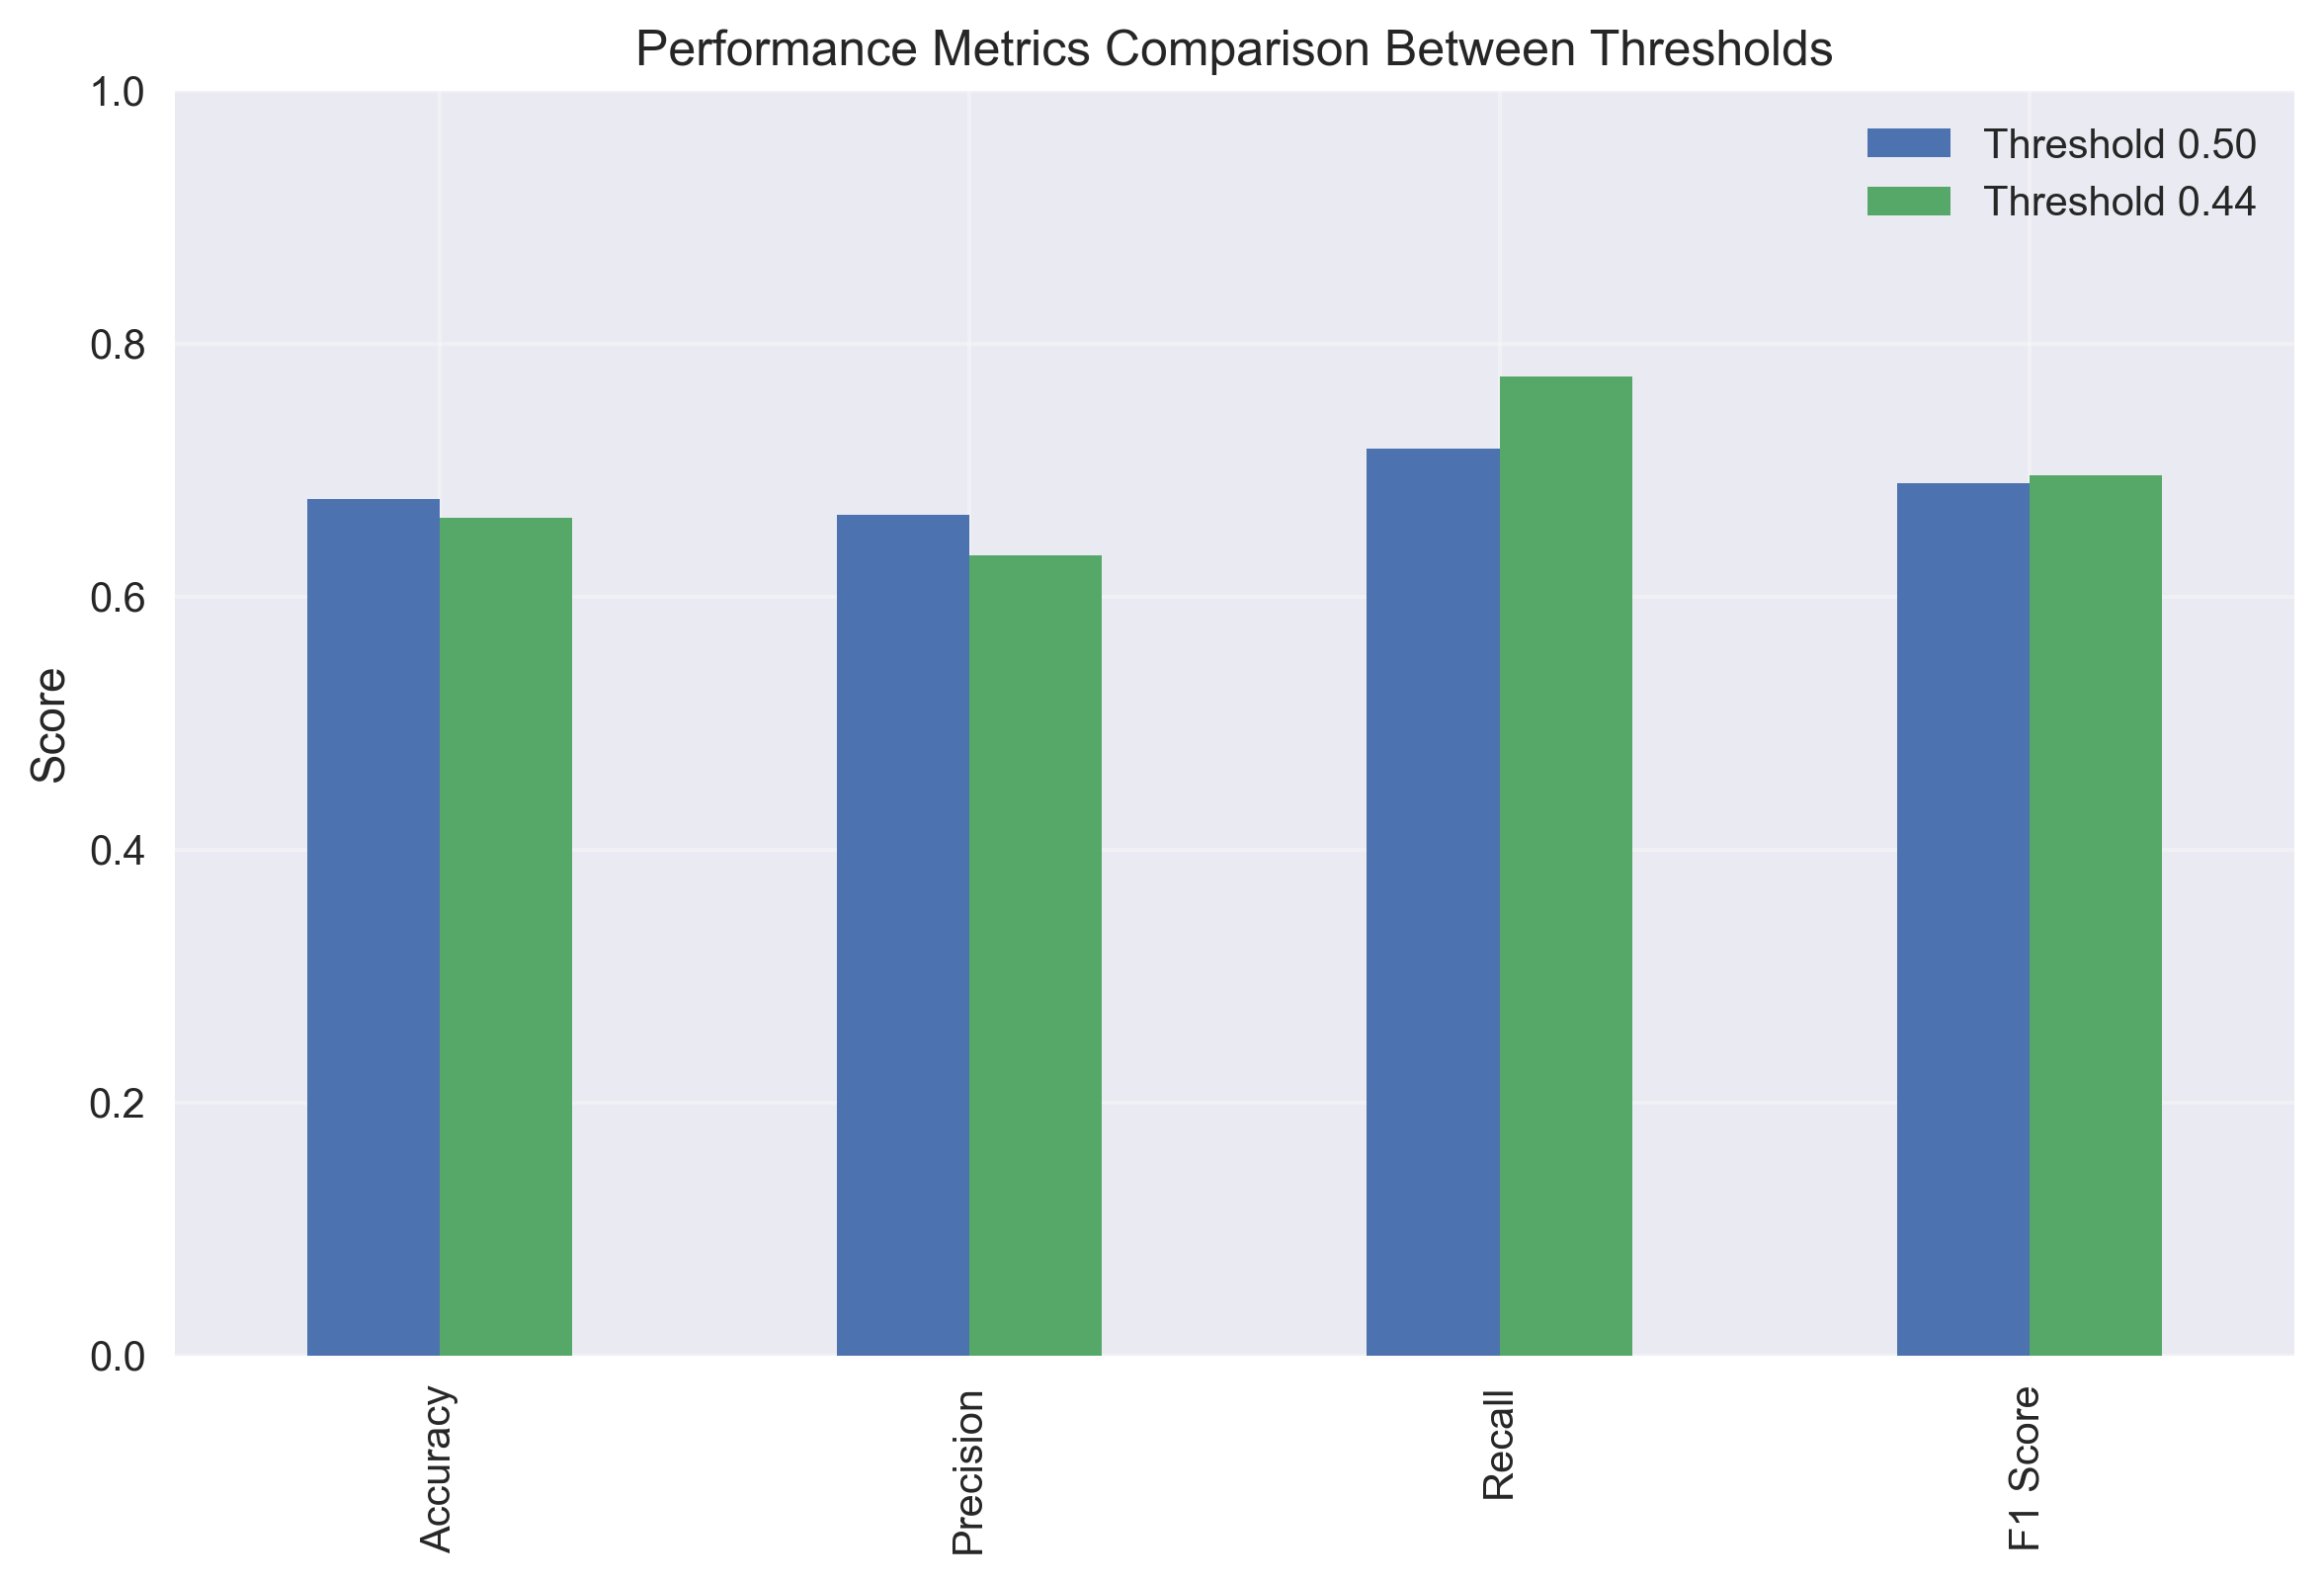 Performance Metrics Comparison Between Thresholds
1.0
0.8
0.6
0.4
0.2
0.0
Score
Threshold 0.50
Threshold 0.44
Accuracy
Precision
Recall
F1 Score